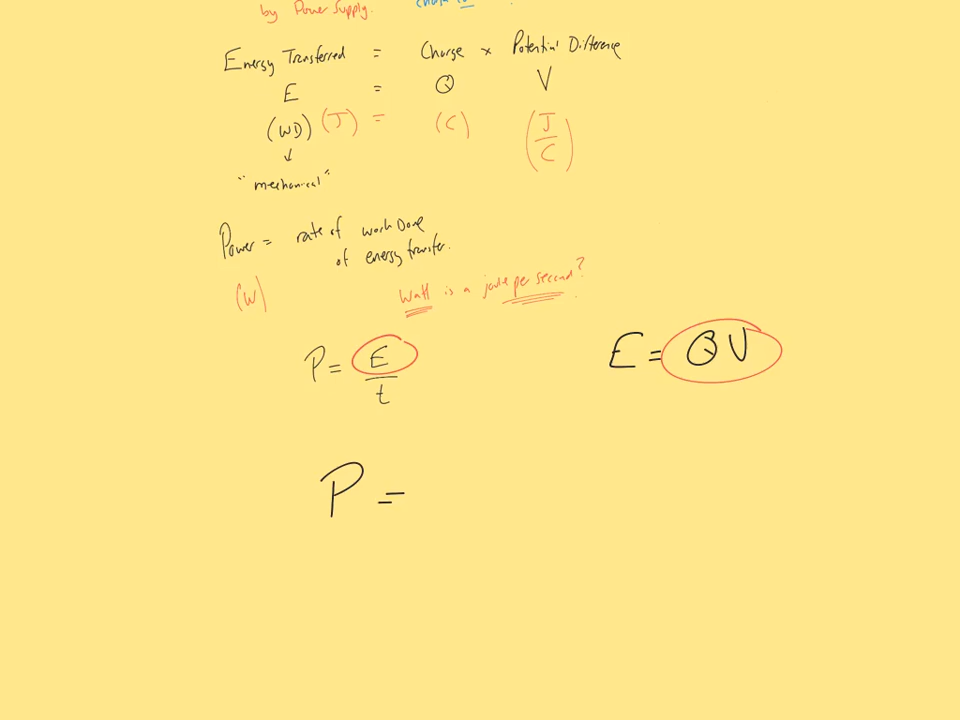 by Power Supply.
Energy Transferred = Charge × Potential Difference
E = Q V
(WD) (J) = (C) (J/C)
↓
"mechanical"
Power = rate of work Done
of energy transfer.
(W)
Watt is a joule per second?
P = E/t
E = QV
P =